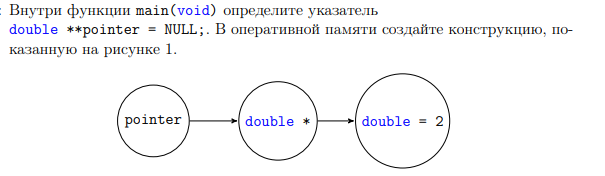 : Внутри функции main(void) определите указатель
double **pointer = NULL;. В оперативной памяти создайте конструкцию, по-
казанную на рисунке 1.
pointer double * double = 2